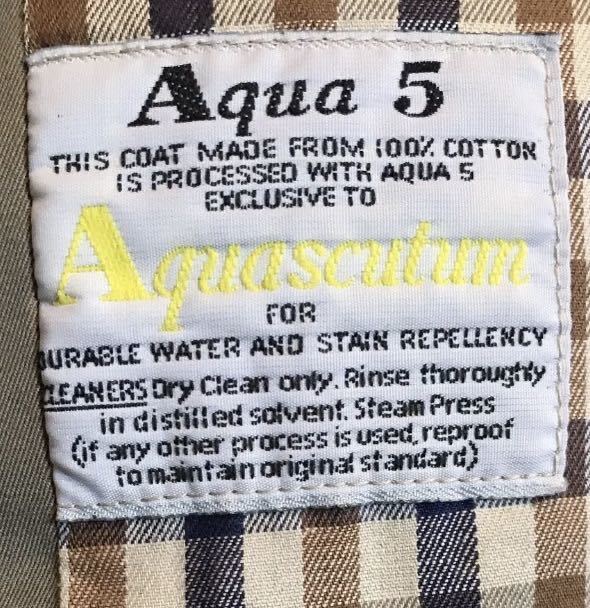 Aqua 5
THIS COAT MADE FROM 100% COTTON
IS PROCESSED WITH AQUA 5
EXCLUSIVE TO
Aquascutum
FOR
DURABLE WATER AND STAIN REPELLENCY
CLEANERS Dry Clean only. Rinse thoroughly
in distilled solvent. Steam Press
(if any other process is used, reproof
to maintain original standard)